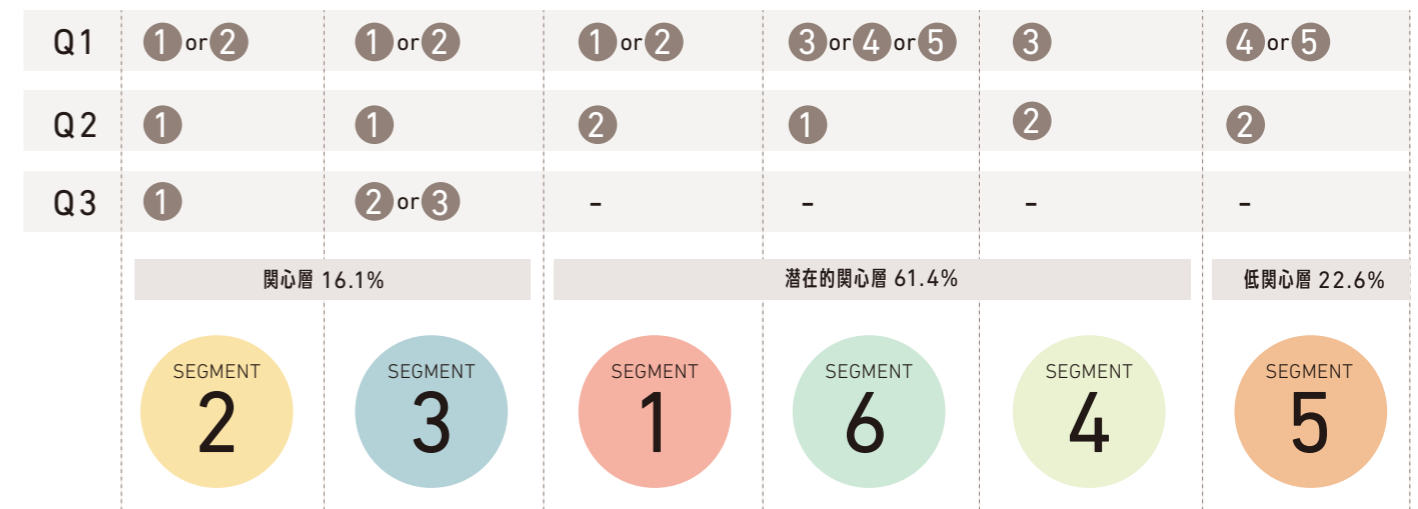 Q1 1 or 2 1 or 2 1 or 2 3 or 4 or 5 3 4 or 5
Q2 1 1 2 1 2 2
Q3 1 2 or 3 - - - -
関心層 16.1% 潜在的関心層 61.4% 低関心層 22.6%
SEGMENT SEGMENT SEGMENT SEGMENT SEGMENT SEGMENT
2 3 1 6 4 5